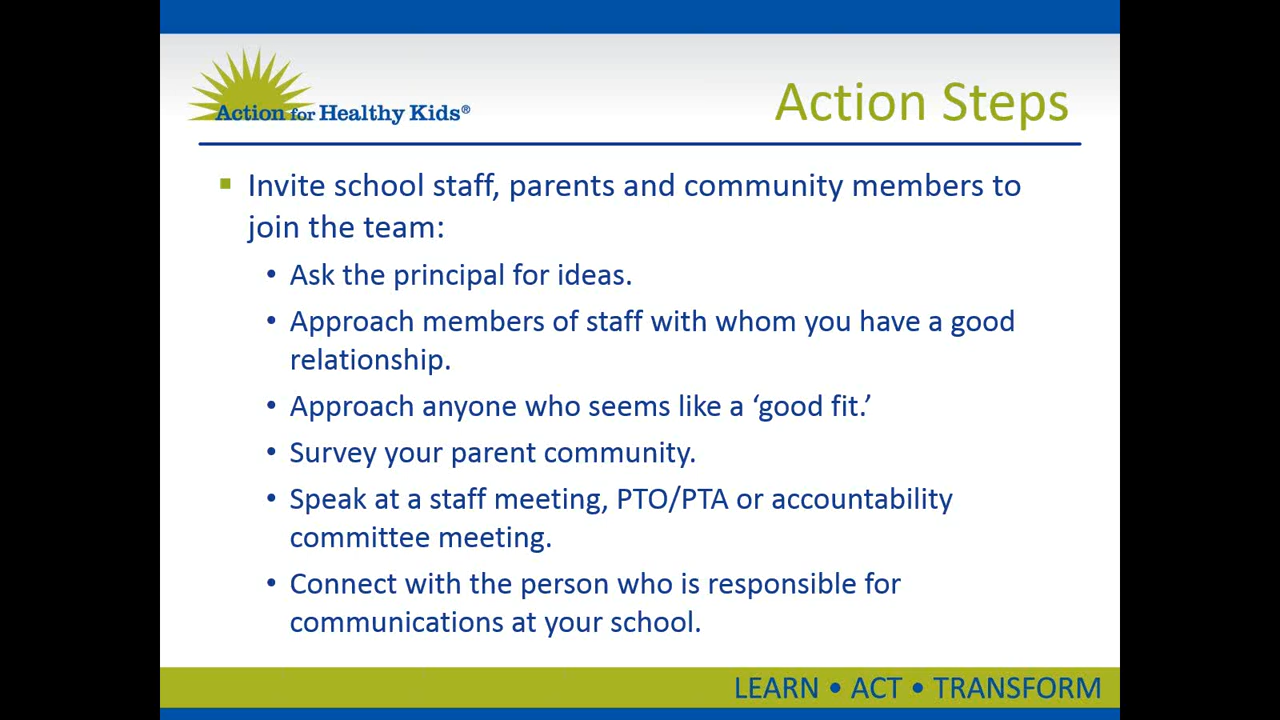 Action for Healthy Kids®
Action Steps
▪ Invite school staff, parents and community members to
join the team:
• Ask the principal for ideas.
• Approach members of staff with whom you have a good
relationship.
• Approach anyone who seems like a ‘good fit.’
• Survey your parent community.
• Speak at a staff meeting, PTO/PTA or accountability
committee meeting.
• Connect with the person who is responsible for
communications at your school.
LEARN • ACT • TRANSFORM